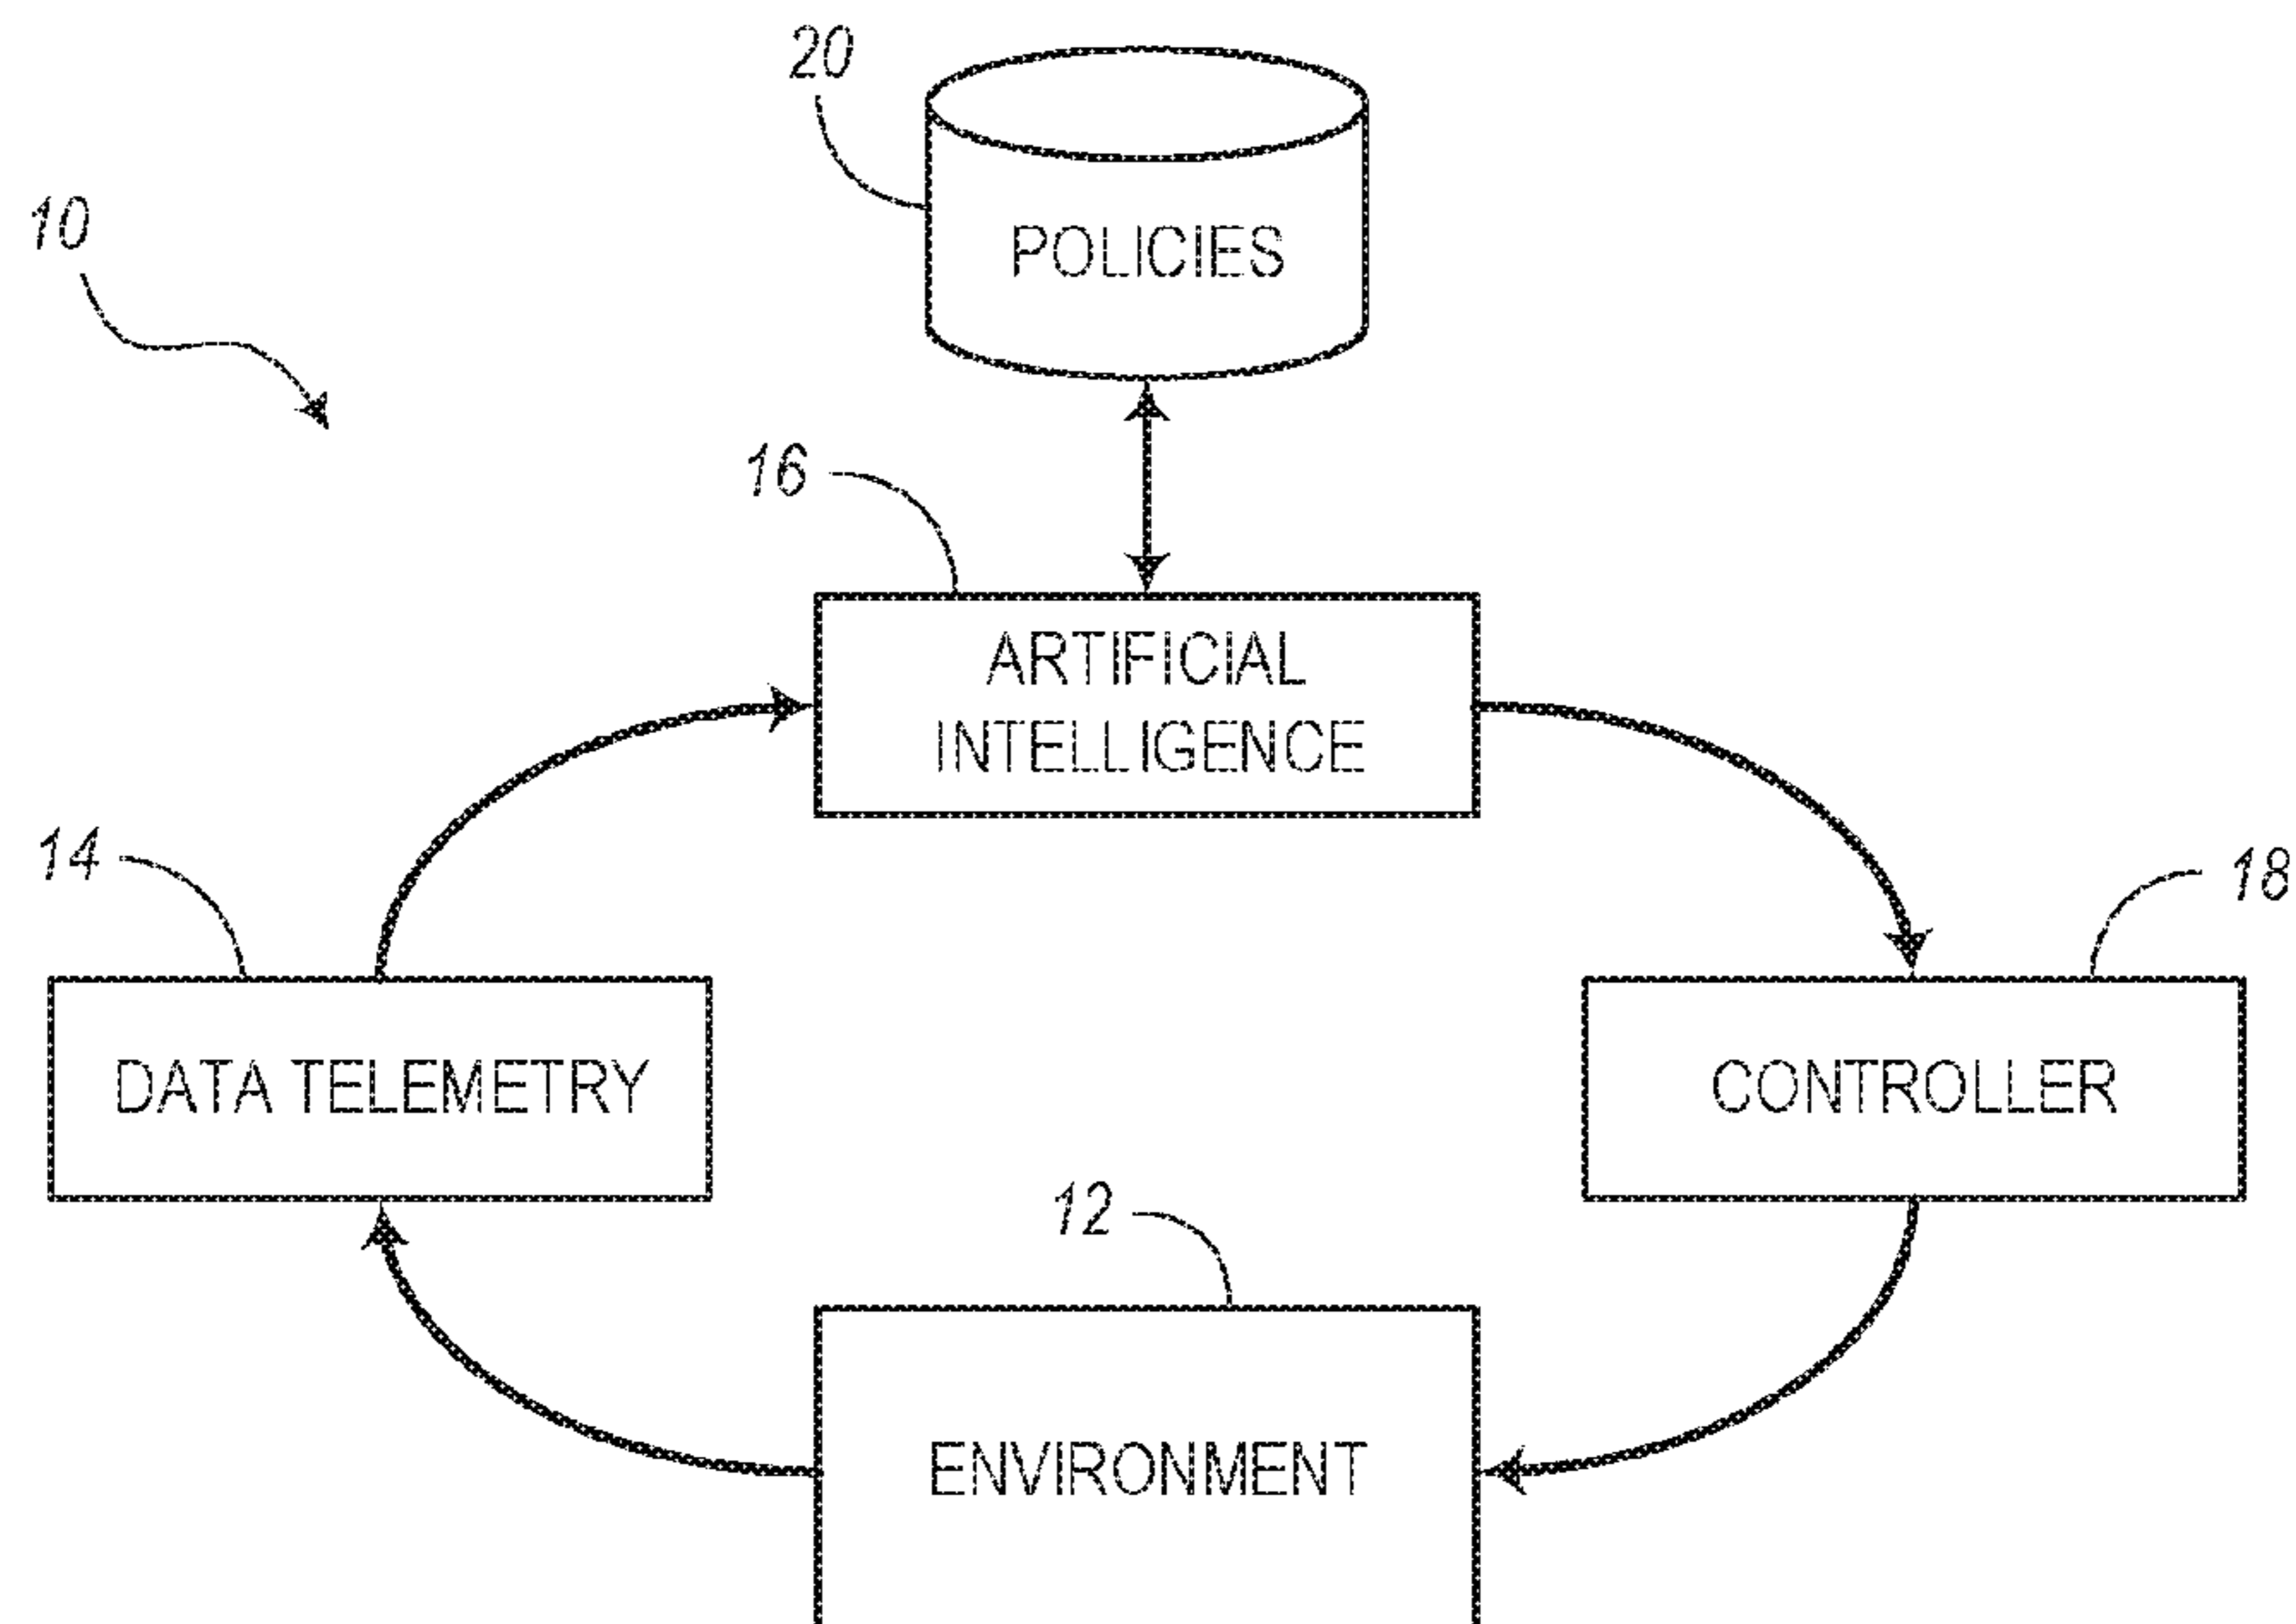 20
10
POLICIES
16
ARTIFICIAL
INTELLIGENCE
14
18
DATA TELEMETRY
CONTROLLER
12
ENVIRONMENT